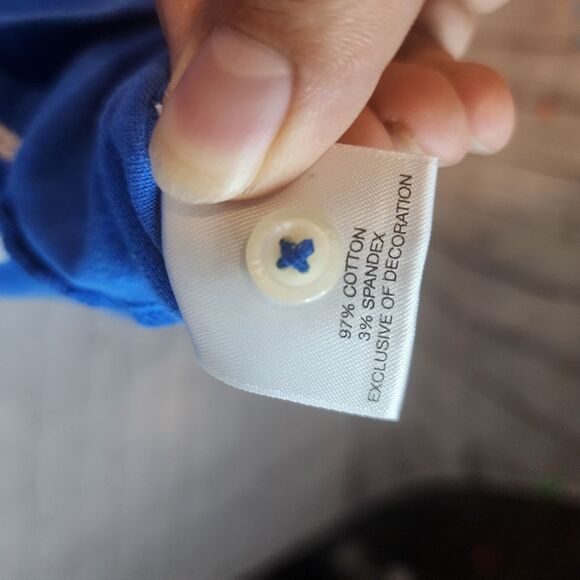 97% COTTON
3% SPANDEX
EXCLUSIVE OF DECORATION